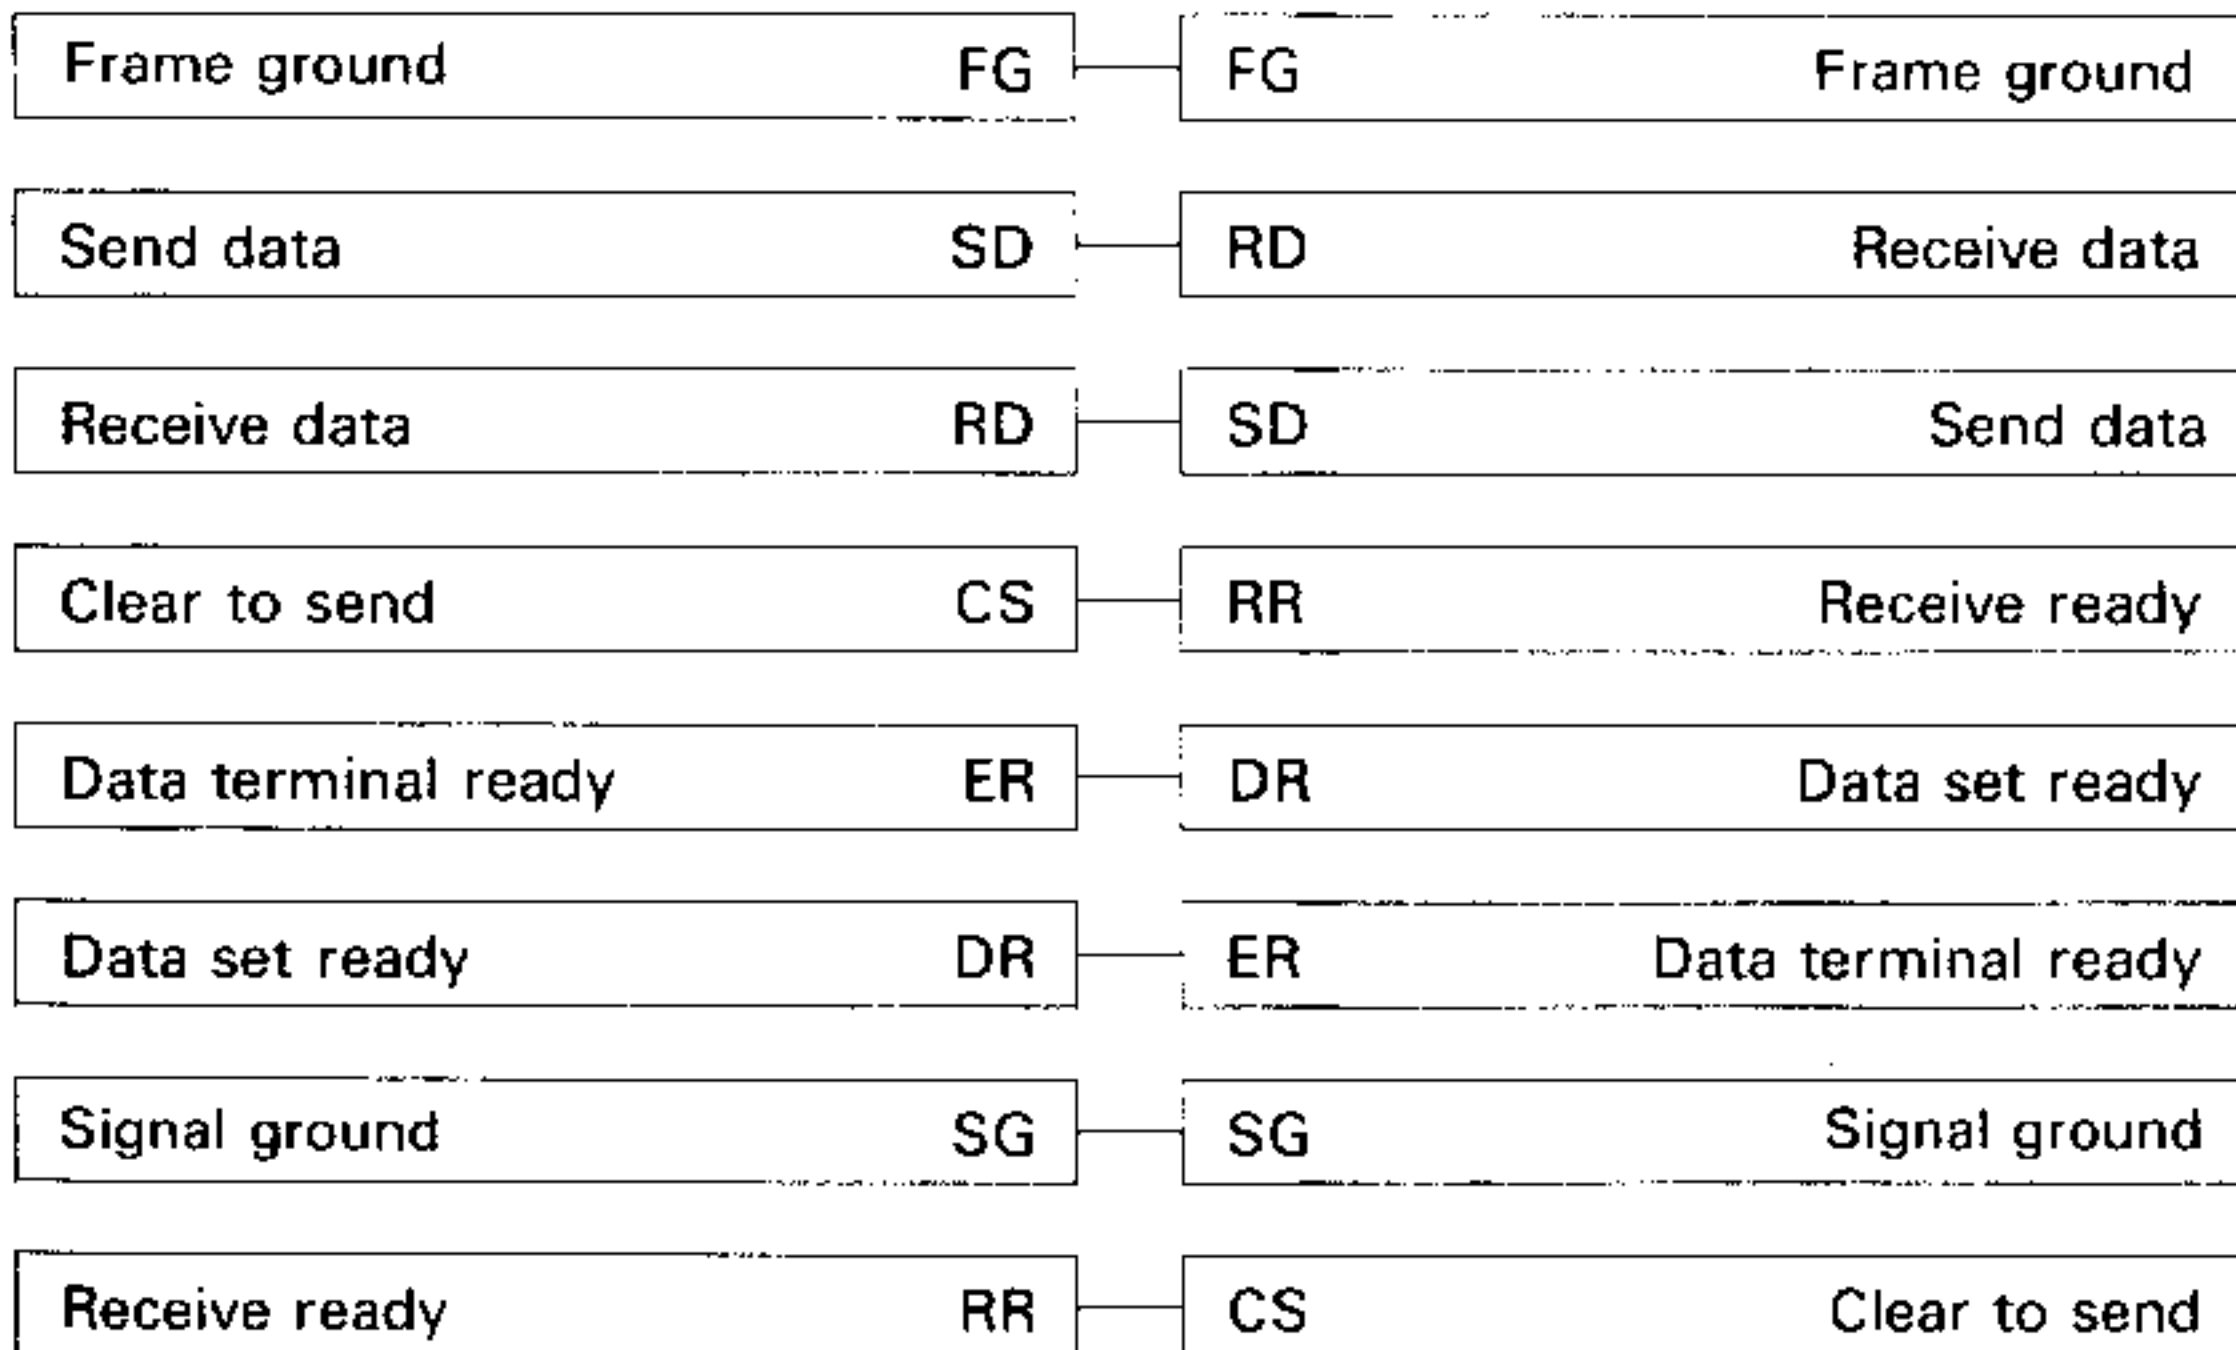 Frame ground FG FG Frame ground
Send data SD RD Receive data
Receive data RD SD Send data
Clear to send CS RR Receive ready
Data terminal ready ER DR Data set ready
Data set ready DR ER Data terminal ready
Signal ground SG SG Signal ground
Receive ready RR CS Clear to send